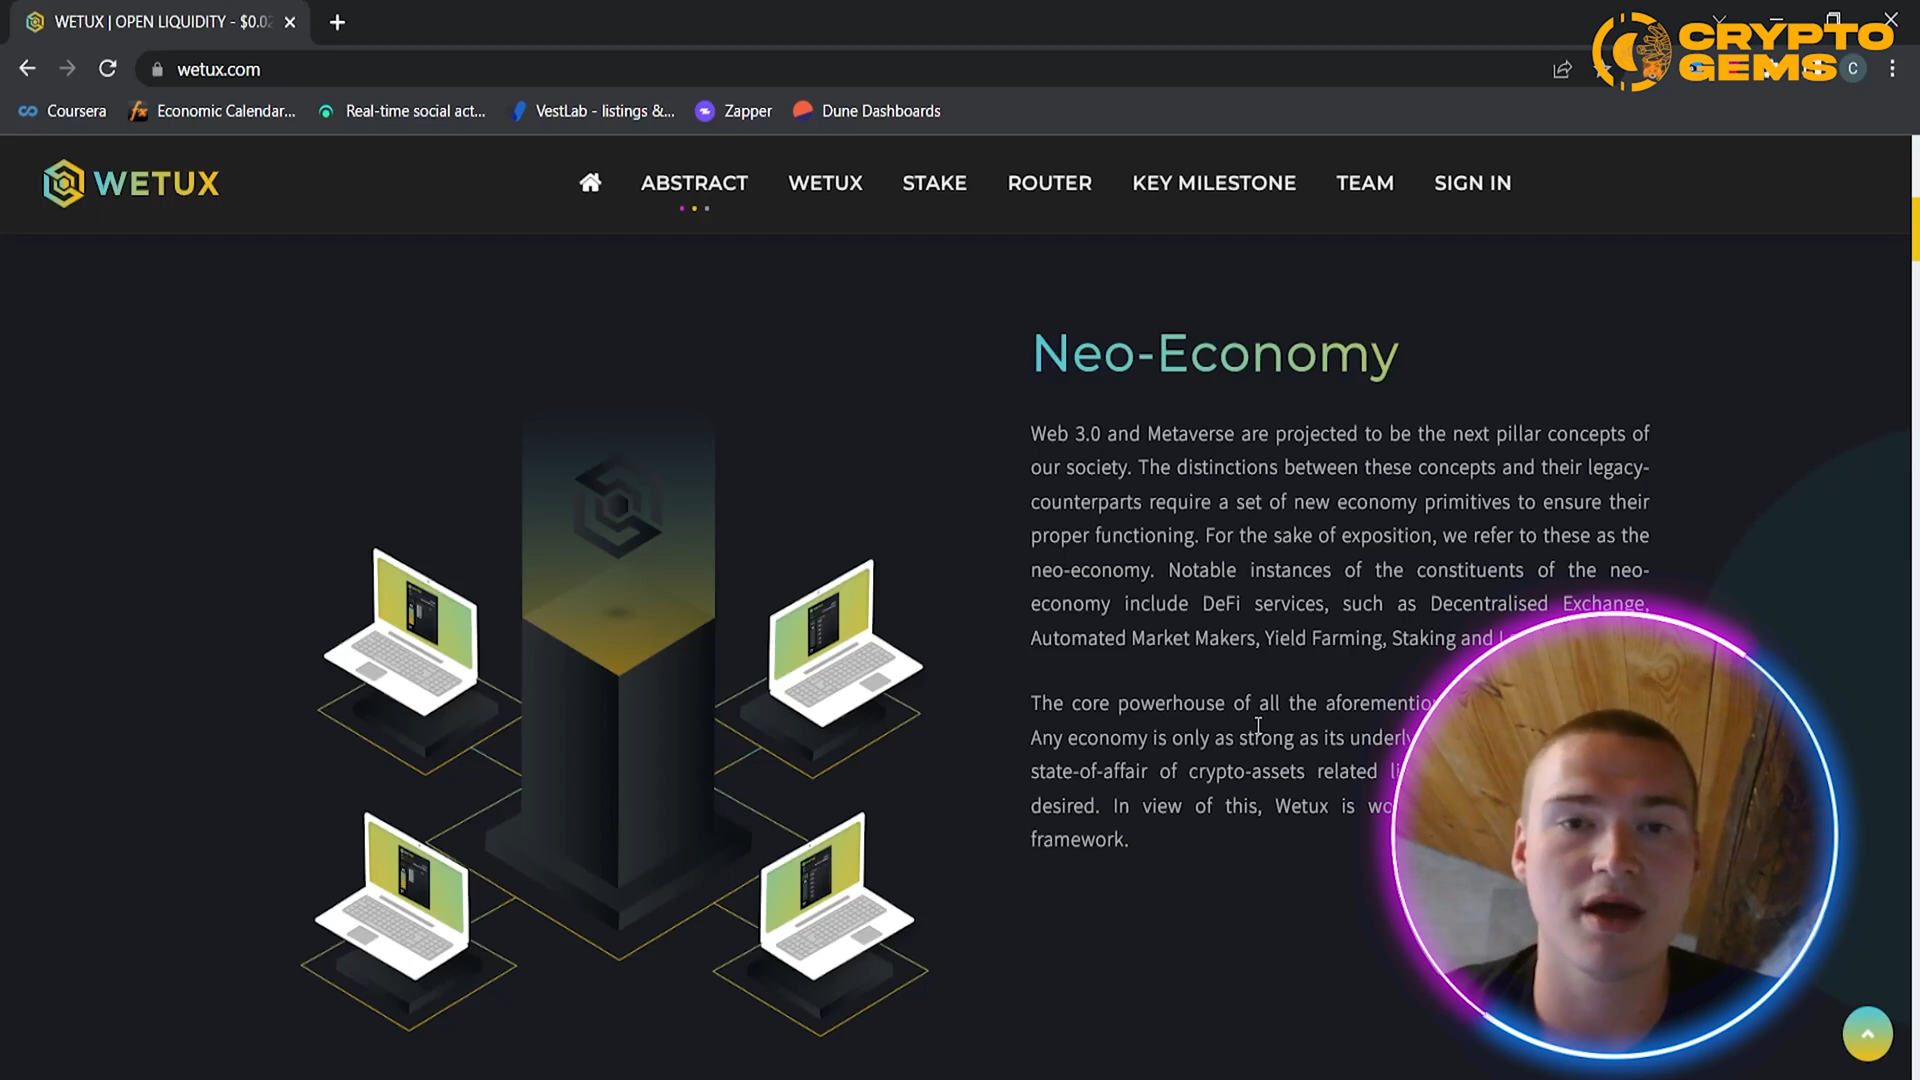 WETUX | OPEN LIQUIDITY - $0.02
CRYPTO
GEMS
wetux.com
C
Coursera
Economic Calendar...
Real-time social act...
VestLab - listings &...
Zapper
Dune Dashboards
WETUX
ABSTRACT
WETUX
STAKE
ROUTER
KEY MILESTONE
TEAM
SIGN IN
Neo-Economy
Web 3.0 and Metaverse are projected to be the next pillar concepts of
our society. The distinctions between these concepts and their legacy-
counterparts require a set of new economy primitives to ensure their
proper functioning. For the sake of exposition, we refer to these as the
neo-economy. Notable instances of the constituents of the neo-
economy include DeFi services, such as Decentralised Exchange,
Automated Market Makers, Yield Farming, Staking and
The core powerhouse of all the
Any economy is only as strong as its
state-of-affair of crypto-assets related
desired. In view of this, Wetux is
framework.